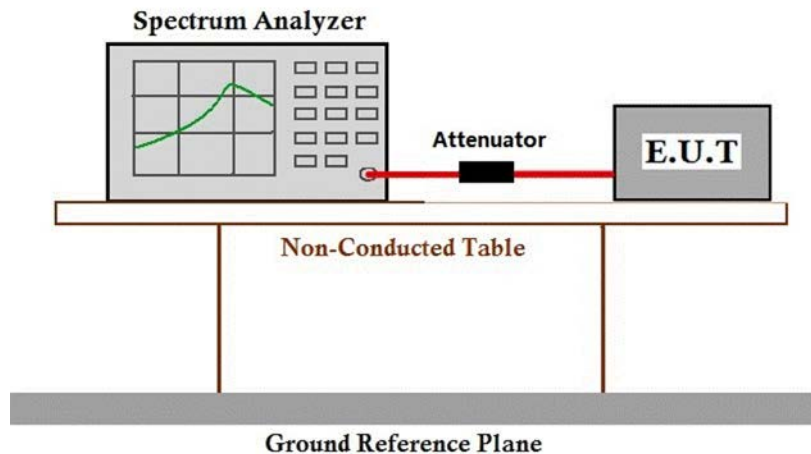 Spectrum Analyzer
Attenuator
E.U.T
Non-Conducted Table
Ground Reference Plane